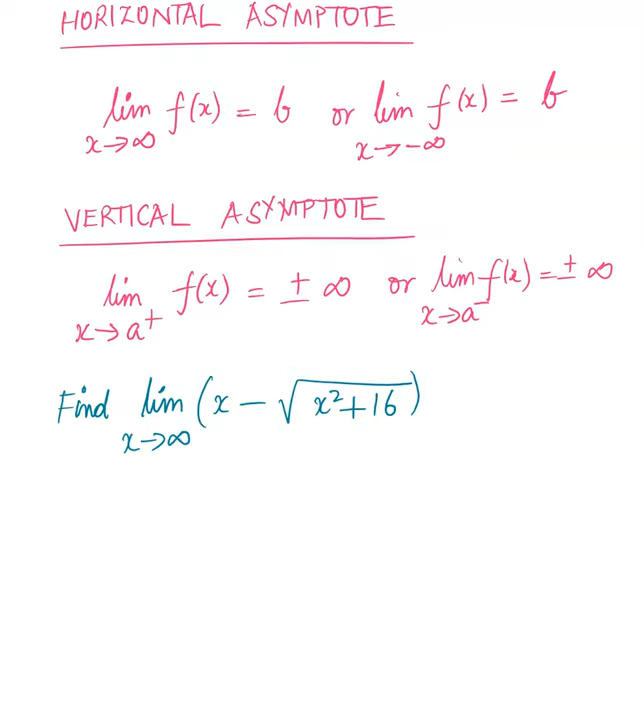 HORIZONTAL ASYMPTOTE
lim x→∞ f(x) = b or lim x→-∞ f(x) = b
VERTICAL ASYMPTOTE
lim x→a⁺ f(x) = ± ∞ or lim x→a⁻ f(x) = ± ∞
Find lim x→∞ (x - √(x²+16))